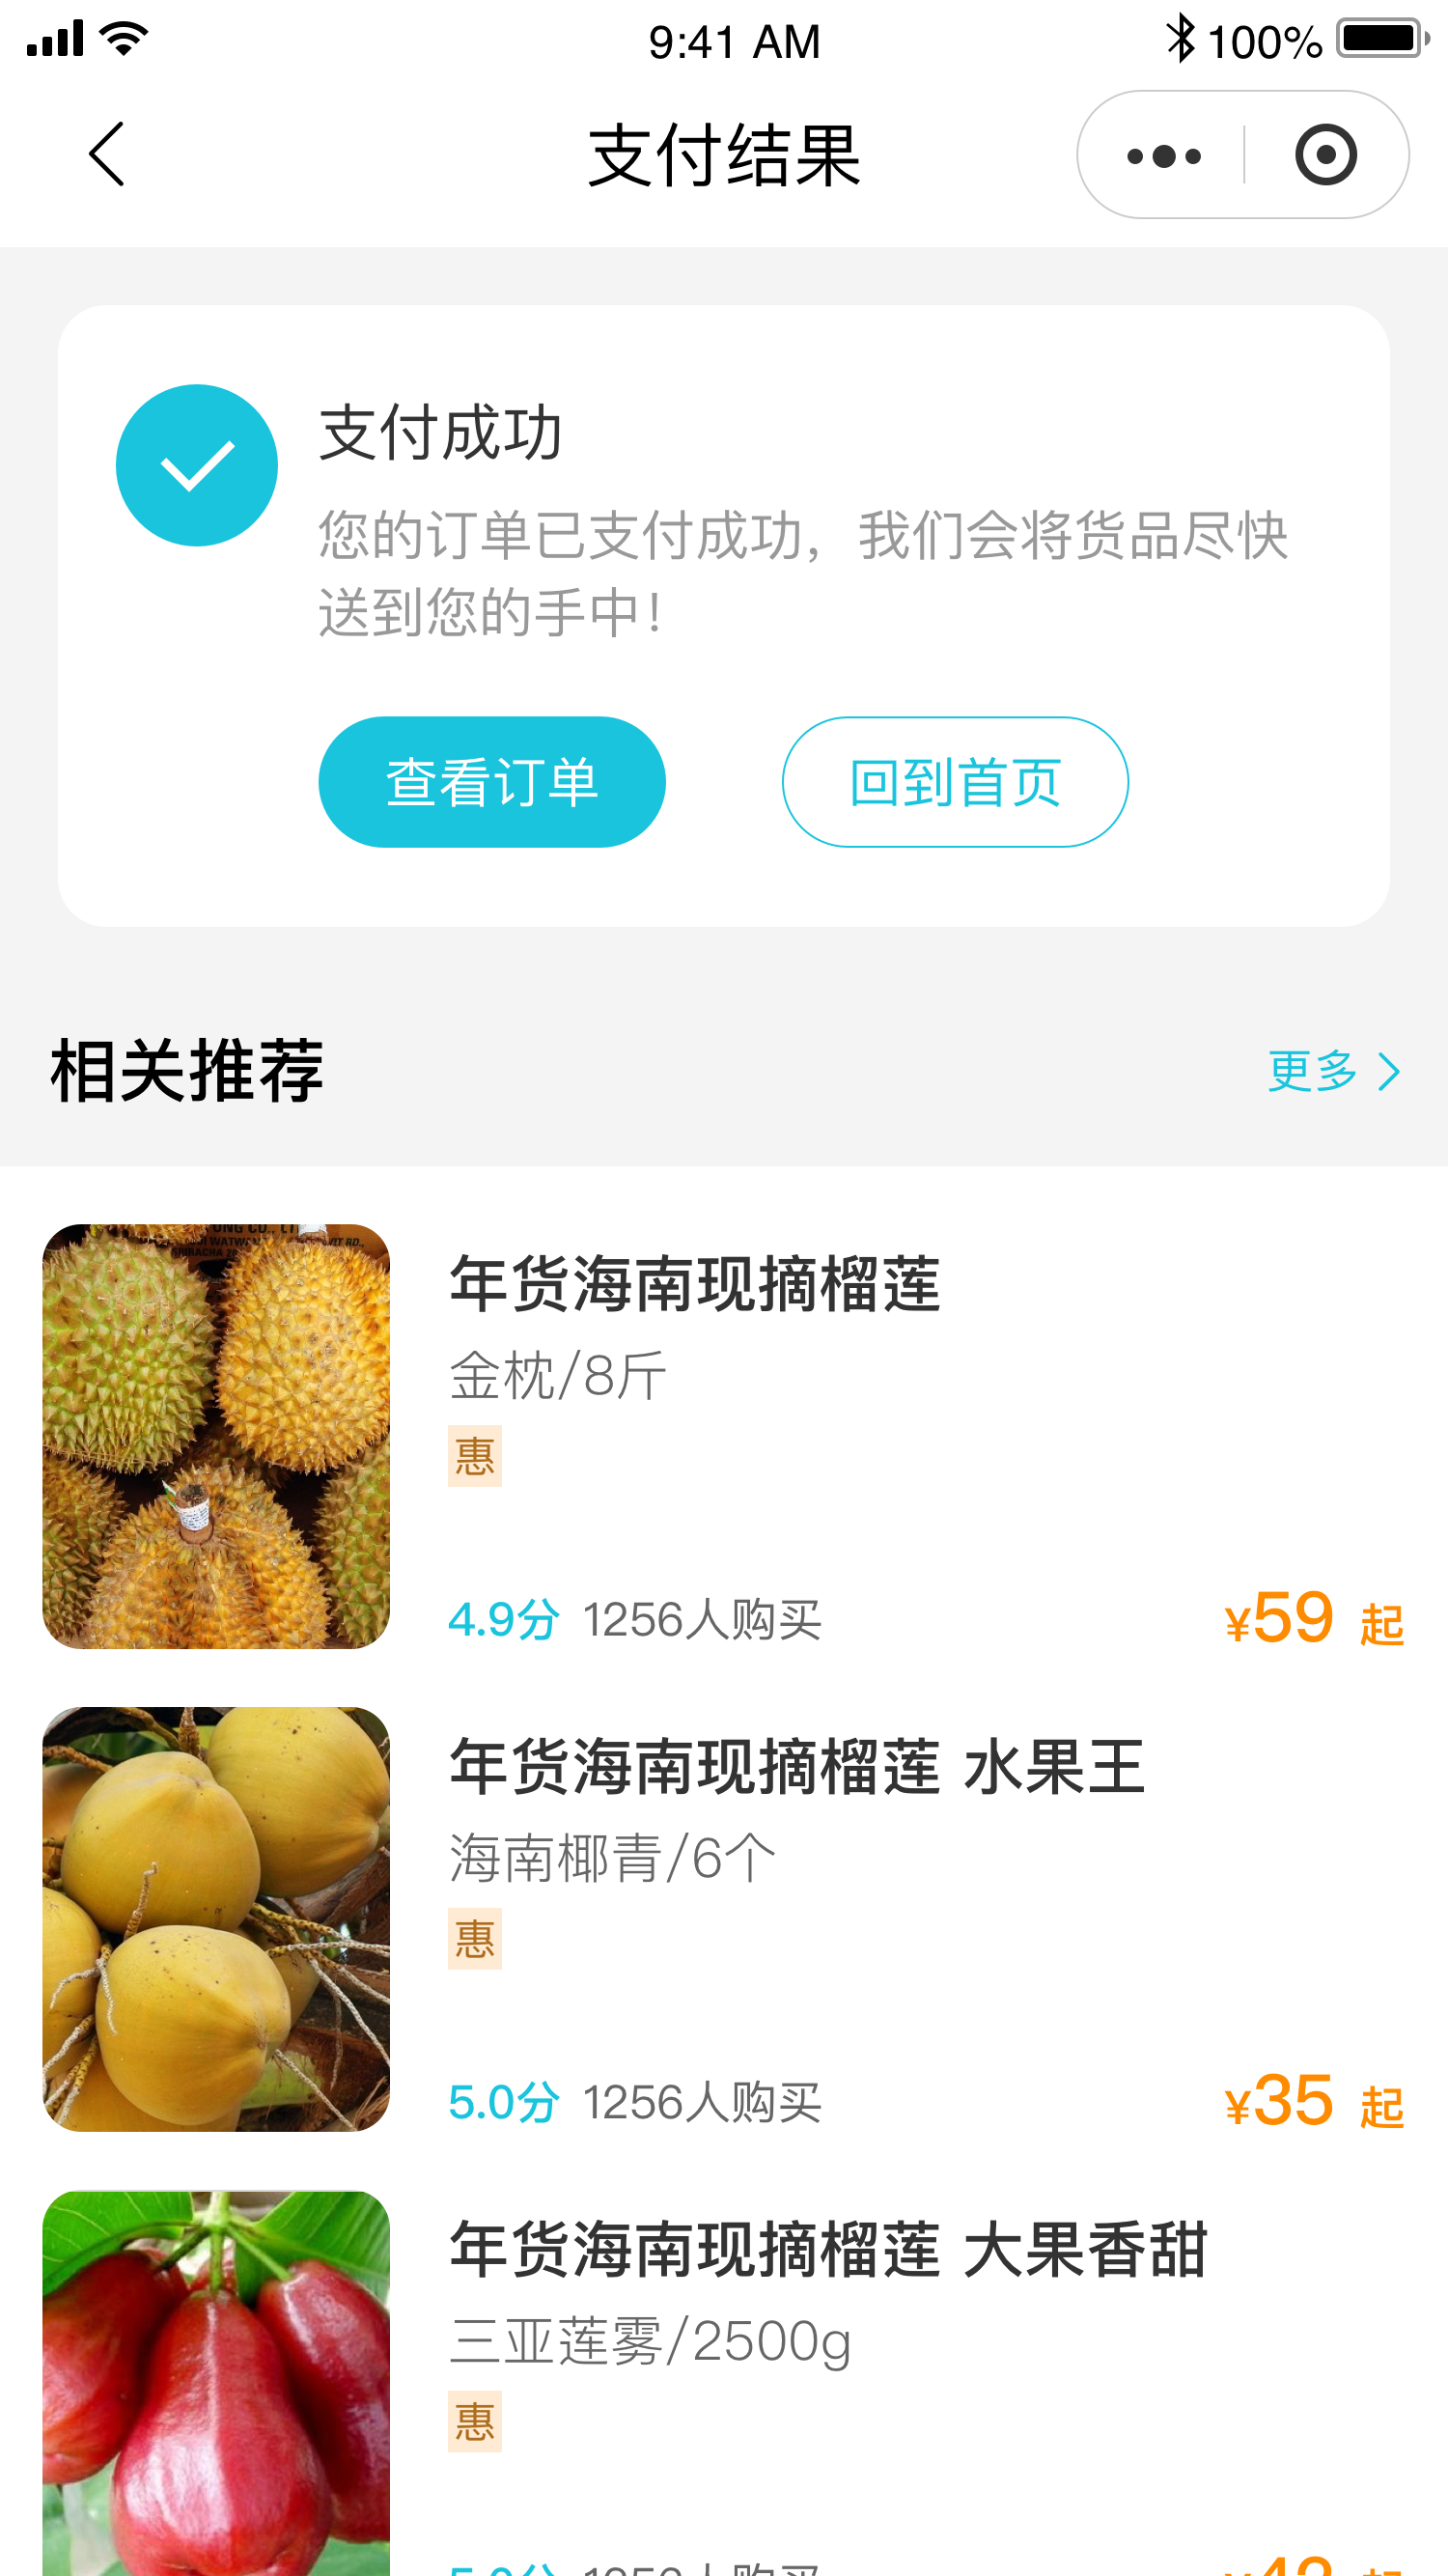 9:41 AM
100%
支付结果
支付成功
您的订单已支付成功，我们会将货品尽快
送到您的手中！
查看订单
回到首页
相关推荐
更多
年货海南现摘榴莲
金枕/8斤
惠
4.9分 1256人购买
¥59 起
年货海南现摘榴莲 水果王
海南椰青/6个
惠
5.0分 1256人购买
¥35 起
年货海南现摘榴莲 大果香甜
三亚莲雾/2500g
惠